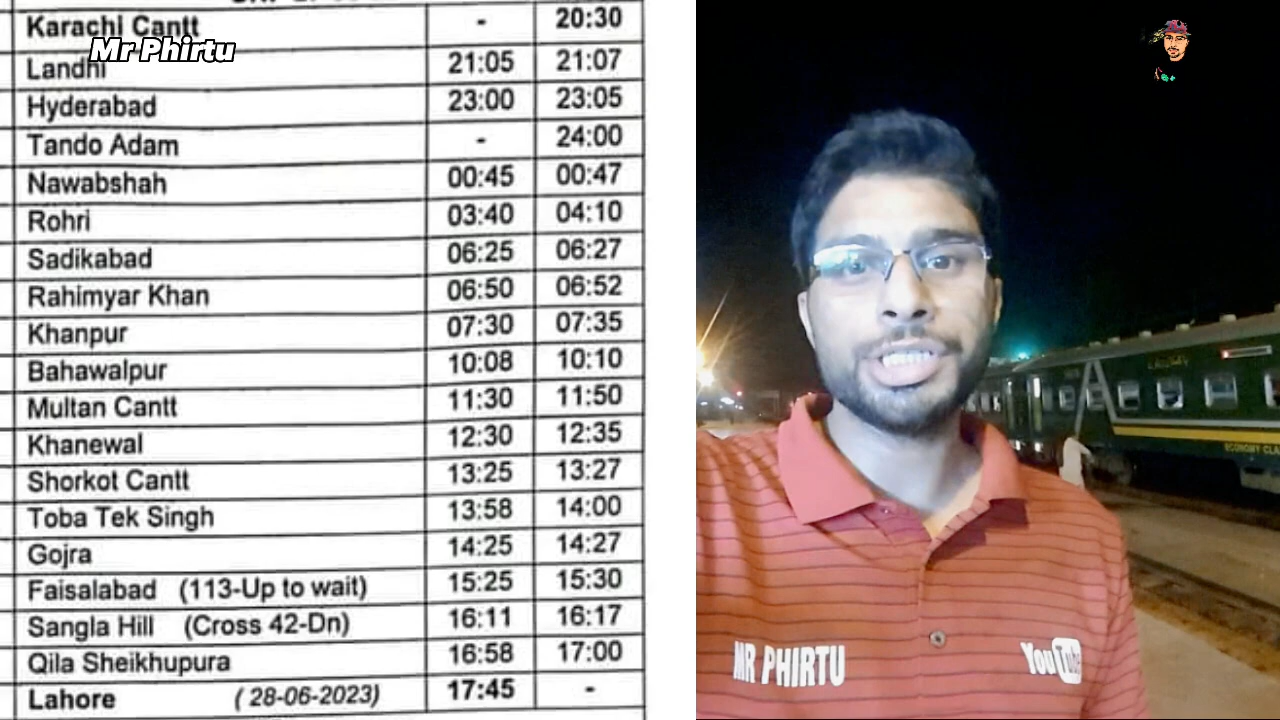 Karachi Cantt - 20:30
Mr Phirtu
Landhi 21:05 21:07
Hyderabad 23:00 23:05
Tando Adam - 24:00
Nawabshah 00:45 00:47
Rohri 03:40 04:10
Sadikabad 06:25 06:27
Rahimyar Khan 06:50 06:52
Khanpur 07:30 07:35
Bahawalpur 10:08 10:10
Multan Cantt 11:30 11:50
Khanewal 12:30 12:35
Shorkot Cantt 13:25 13:27
Toba Tek Singh 13:58 14:00
Gojra 14:25 14:27
Faisalabad (113-Up to wait) 15:25 15:30
Sangla Hill (Cross 42-Dn) 16:11 16:17
Qila Sheikhupura 16:58 17:00
Lahore ( 28-06-2023) 17:45 -
ECONOMY
MR PHIRTU
YouTube